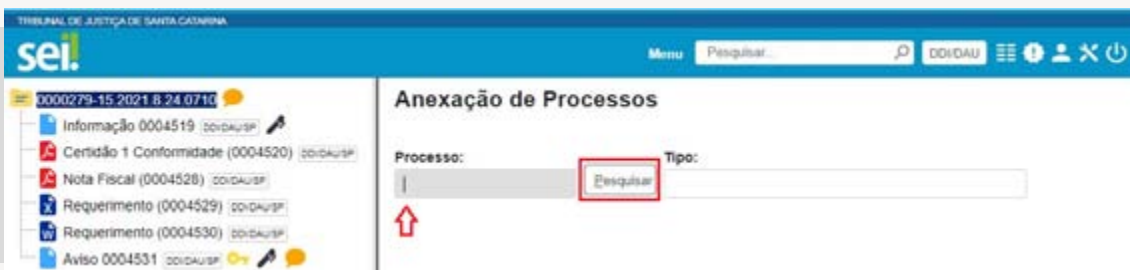 TRIBUNAL DE JUSTIÇA DE SANTA CATARINA
sei!
Menu Pesquisar... DDI/DAU
0000279-15.2021.8.24.0710
Informação 0004519 DDI/DAU/SP
Certidão 1 Conformidade (0004520) DDI/DAU/SP
Nota Fiscal (0004528) DDI/DAU/SP
Requerimento (0004529) DDI/DAU/SP
Requerimento (0004530) DDI/DAU/SP
Aviso 0004531 DDI/DAU/SP
Anexação de Processos
Processo: Tipo:
Pesquisar